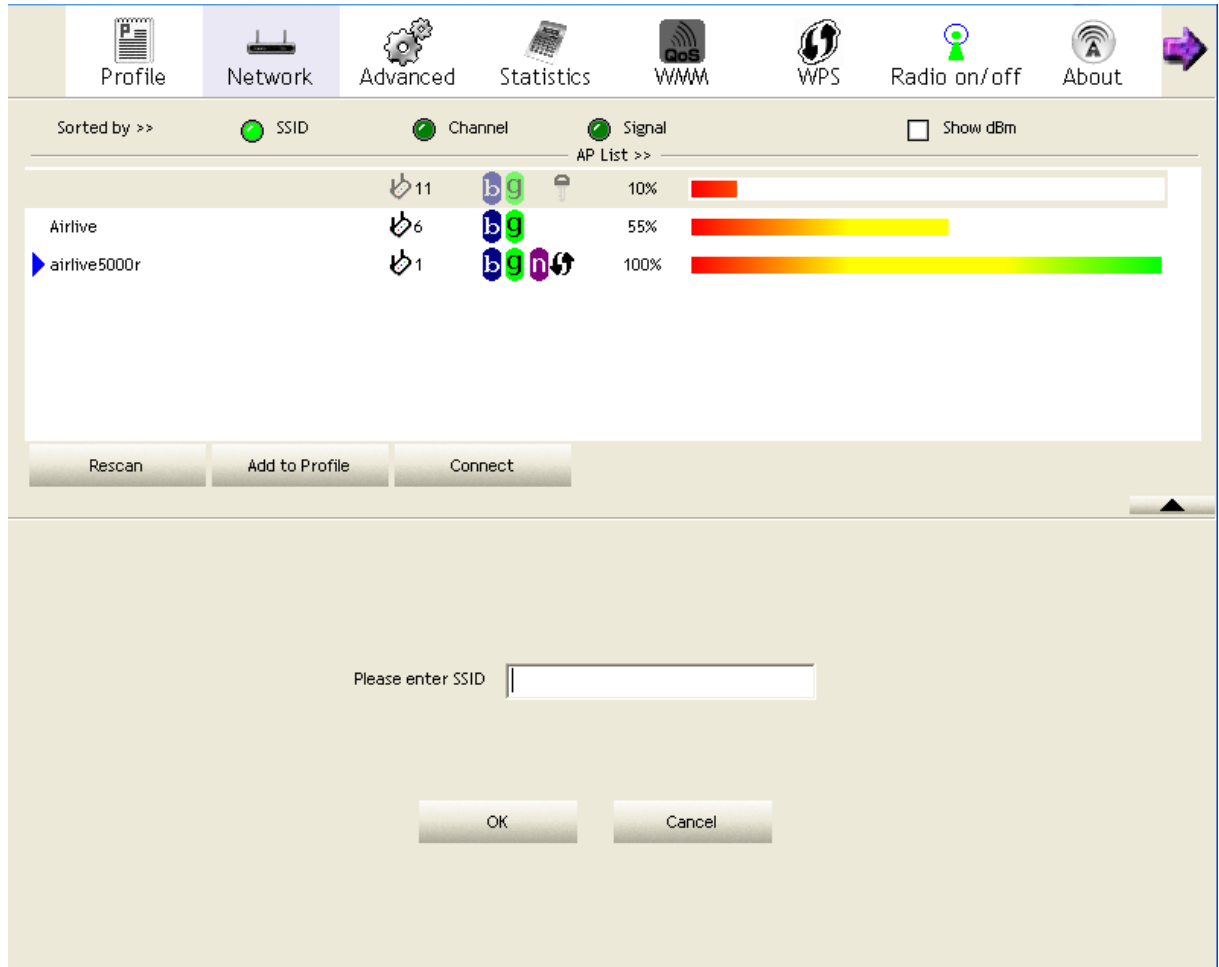 Profile Network Advanced Statistics QoS WMM WPS Radio on/off About
Sorted by >> SSID Channel Signal Show dBm
AP List >>
11 b g 10%
Airlive 6 b g 55%
airlive5000r 1 b g n 100%
Rescan Add to Profile Connect
Please enter SSID
OK Cancel